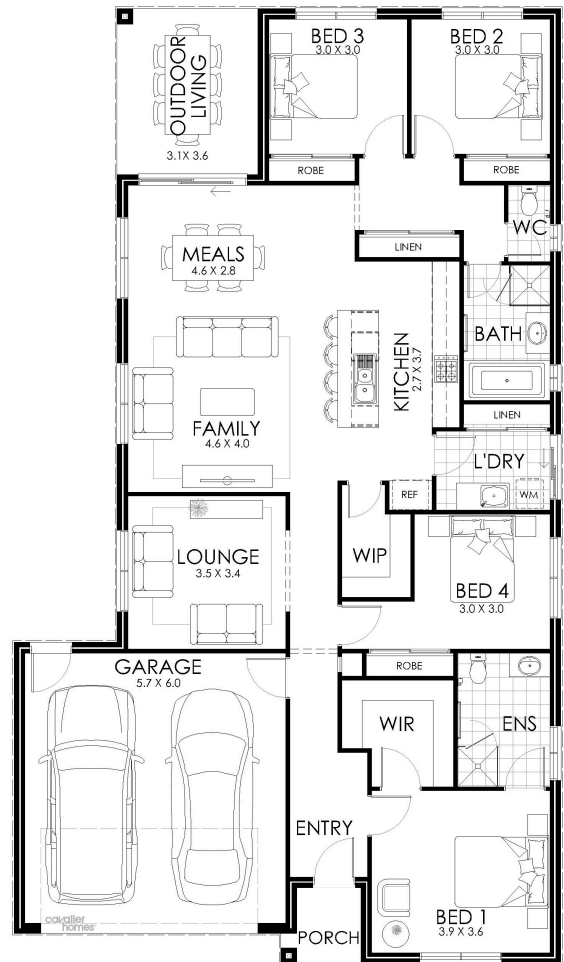 BED 3
3.0 X 3.0
BED 2
3.0 X 3.0
OUTDOOR
LIVING
3.1 X 3.6
ROBE
ROBE
WC
LINEN
MEALS
4.6 X 2.8
BATH
KITCHEN
2.7 X 3.7
FAMILY
4.6 X 4.0
LINEN
L'DRY
REF
WM
LOUNGE
3.5 X 3.4
WIP
BED 4
3.0 X 3.0
GARAGE
5.7 X 6.0
ROBE
WIR
ENS
ENTRY
BED 1
3.9 X 3.6
cavalier
homes
PORCH